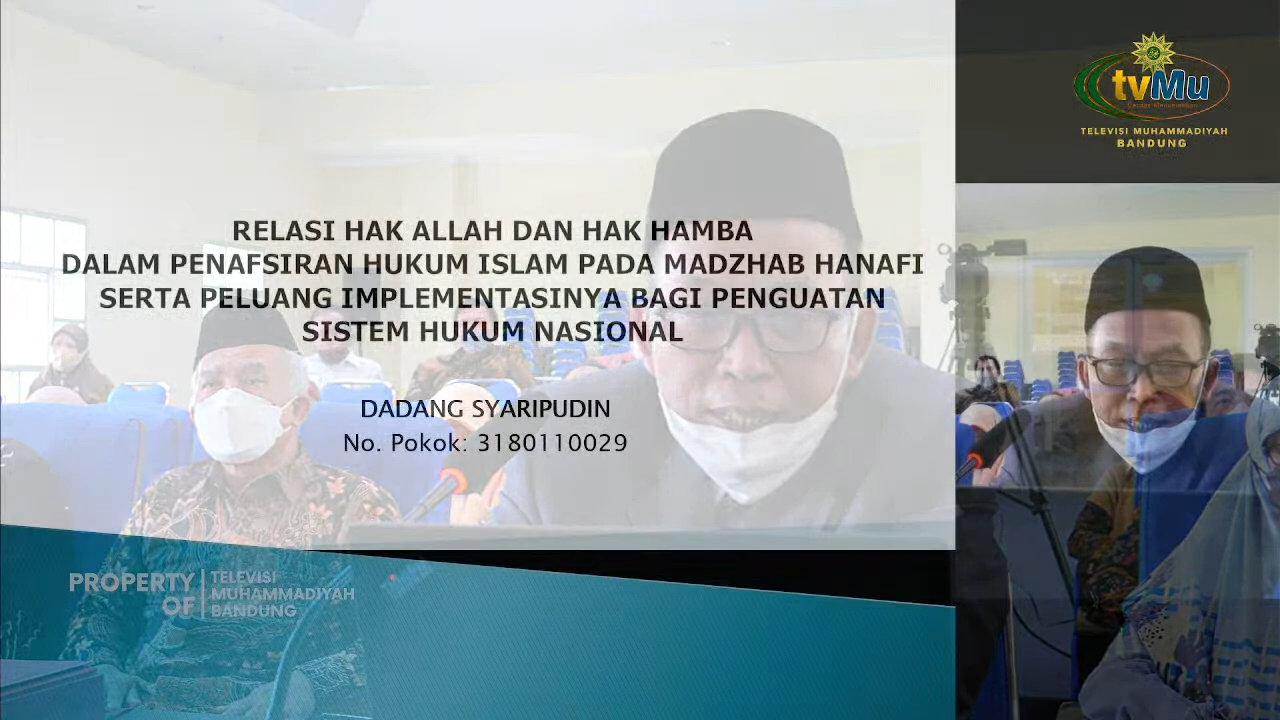 tvMu
TELEVISI MUHAMMADIYAH
BANDUNG
RELASI HAK ALLAH DAN HAK HAMBA
DALAM PENAFSIRAN HUKUM ISLAM PADA MADZHAB HANAFI
SERTA PELUANG IMPLEMENTASINYA BAGI PENGUATAN
SISTEM HUKUM NASIONAL
DADANG SYARIPUDIN
No. Pokok: 3180110029
PROPERTY OF
TELEVISI
MUHAMMADIYAH
BANDUNG